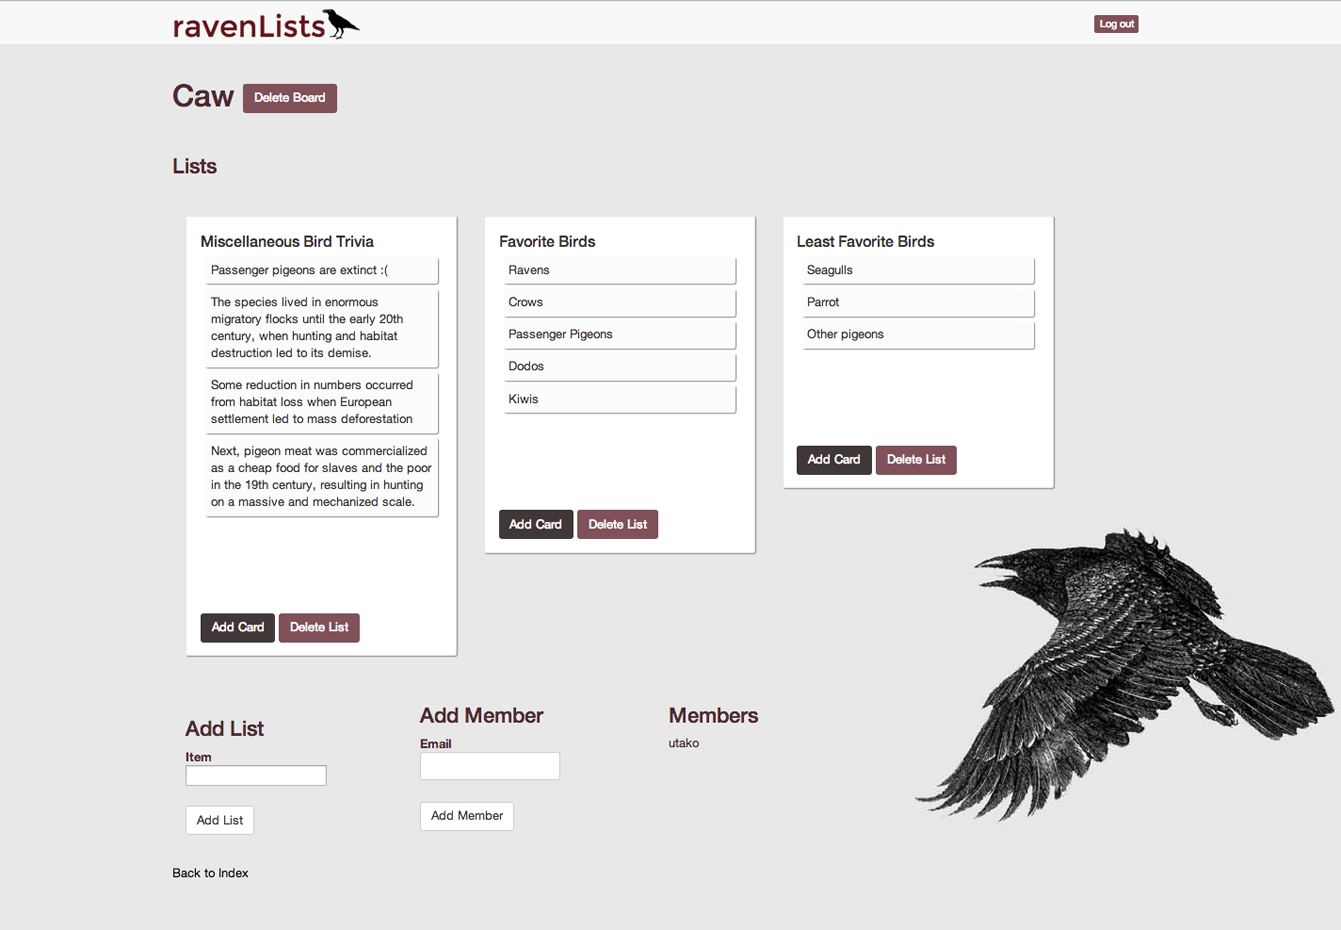 ravenLists
Log out
Caw
Delete Board
Lists
Miscellaneous Bird Trivia
Passenger pigeons are extinct :(
The species lived in enormous
migratory flocks until the early 20th
century, when hunting and habitat
destruction led to its demise.
Some reduction in numbers occurred
from habitat loss when European
settlement led to mass deforestation
Next, pigeon meat was commercialized
as a cheap food for slaves and the poor
in the 19th century, resulting in hunting
on a massive and mechanized scale.
Add Card
Delete List
Favorite Birds
Ravens
Crows
Passenger Pigeons
Dodos
Kiwis
Add Card
Delete List
Least Favorite Birds
Seagulls
Parrot
Other pigeons
Add Card
Delete List
Add List
Item
Add List
Add Member
Email
Add Member
Members
utako
Back to Index